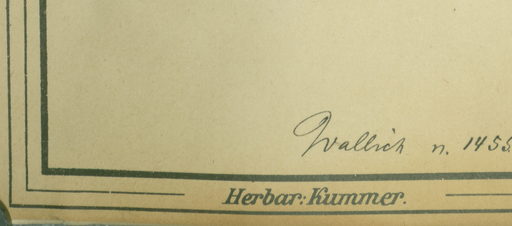 Wallich n. 1455
Herbar: Kummer.